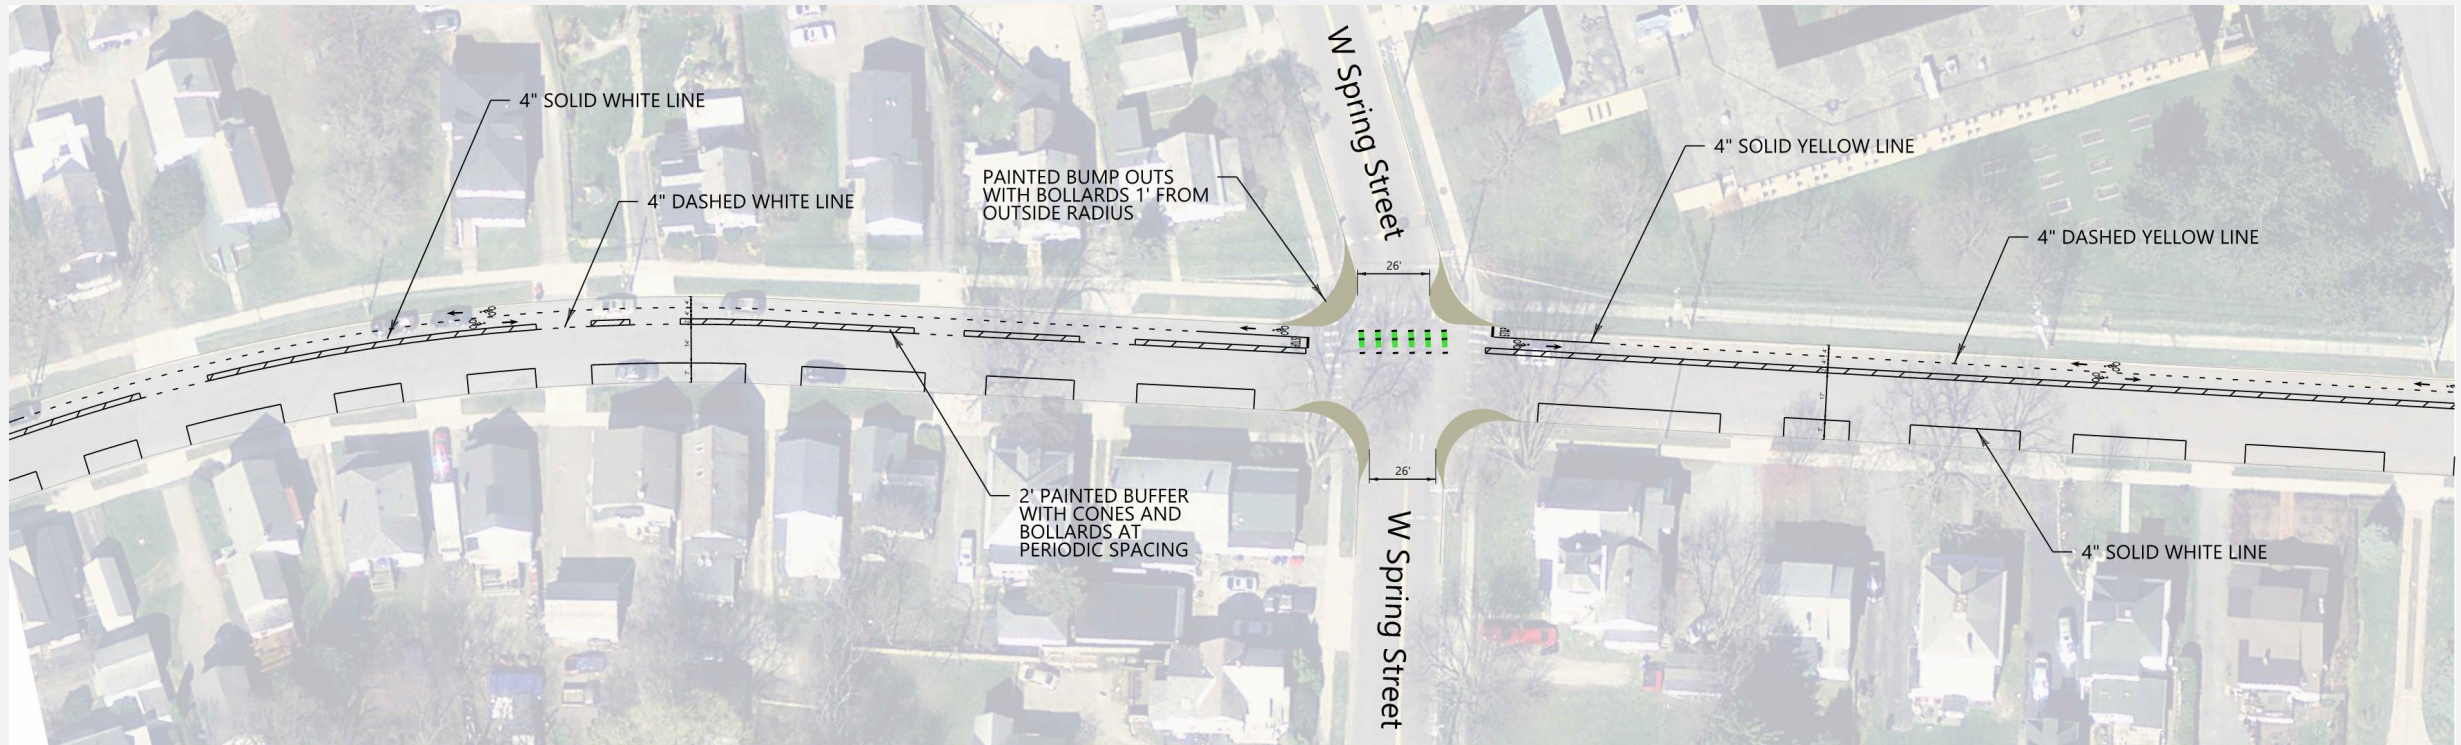 W Spring Street
4" SOLID WHITE LINE
4" SOLID YELLOW LINE
PAINTED BUMP OUTS
WITH BOLLARDS 1' FROM
OUTSIDE RADIUS
4" DASHED WHITE LINE
4" DASHED YELLOW LINE
26'
STOP
STOP
26'
2' PAINTED BUFFER
WITH CONES AND
BOLLARDS AT
PERIODIC SPACING
W Spring Street
4" SOLID WHITE LINE